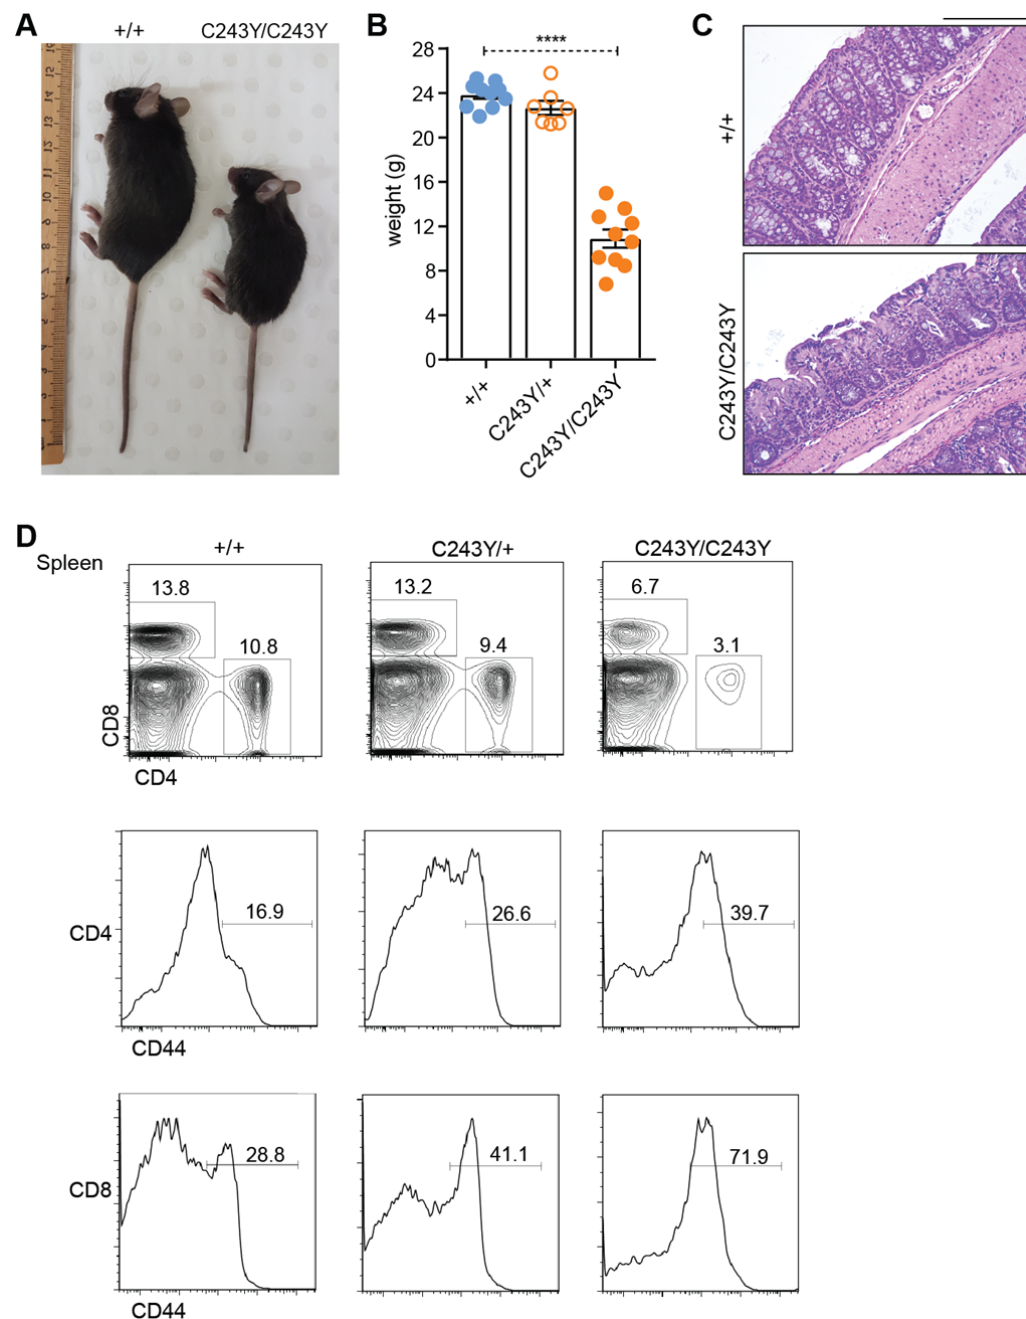 A
+/+
C243Y/C243Y
B
****
28
24
20
16
12
8
4
0
weight (g)
+/+
C243Y/+
C243Y/C243Y
C
+/+
C243Y/C243Y
D
Spleen
+/+
C243Y/+
C243Y/C243Y
13.8
10.8
13.2
9.4
6.7
3.1
CD8
CD4
16.9
26.6
39.7
CD4
CD44
28.8
41.1
71.9
CD8
CD44